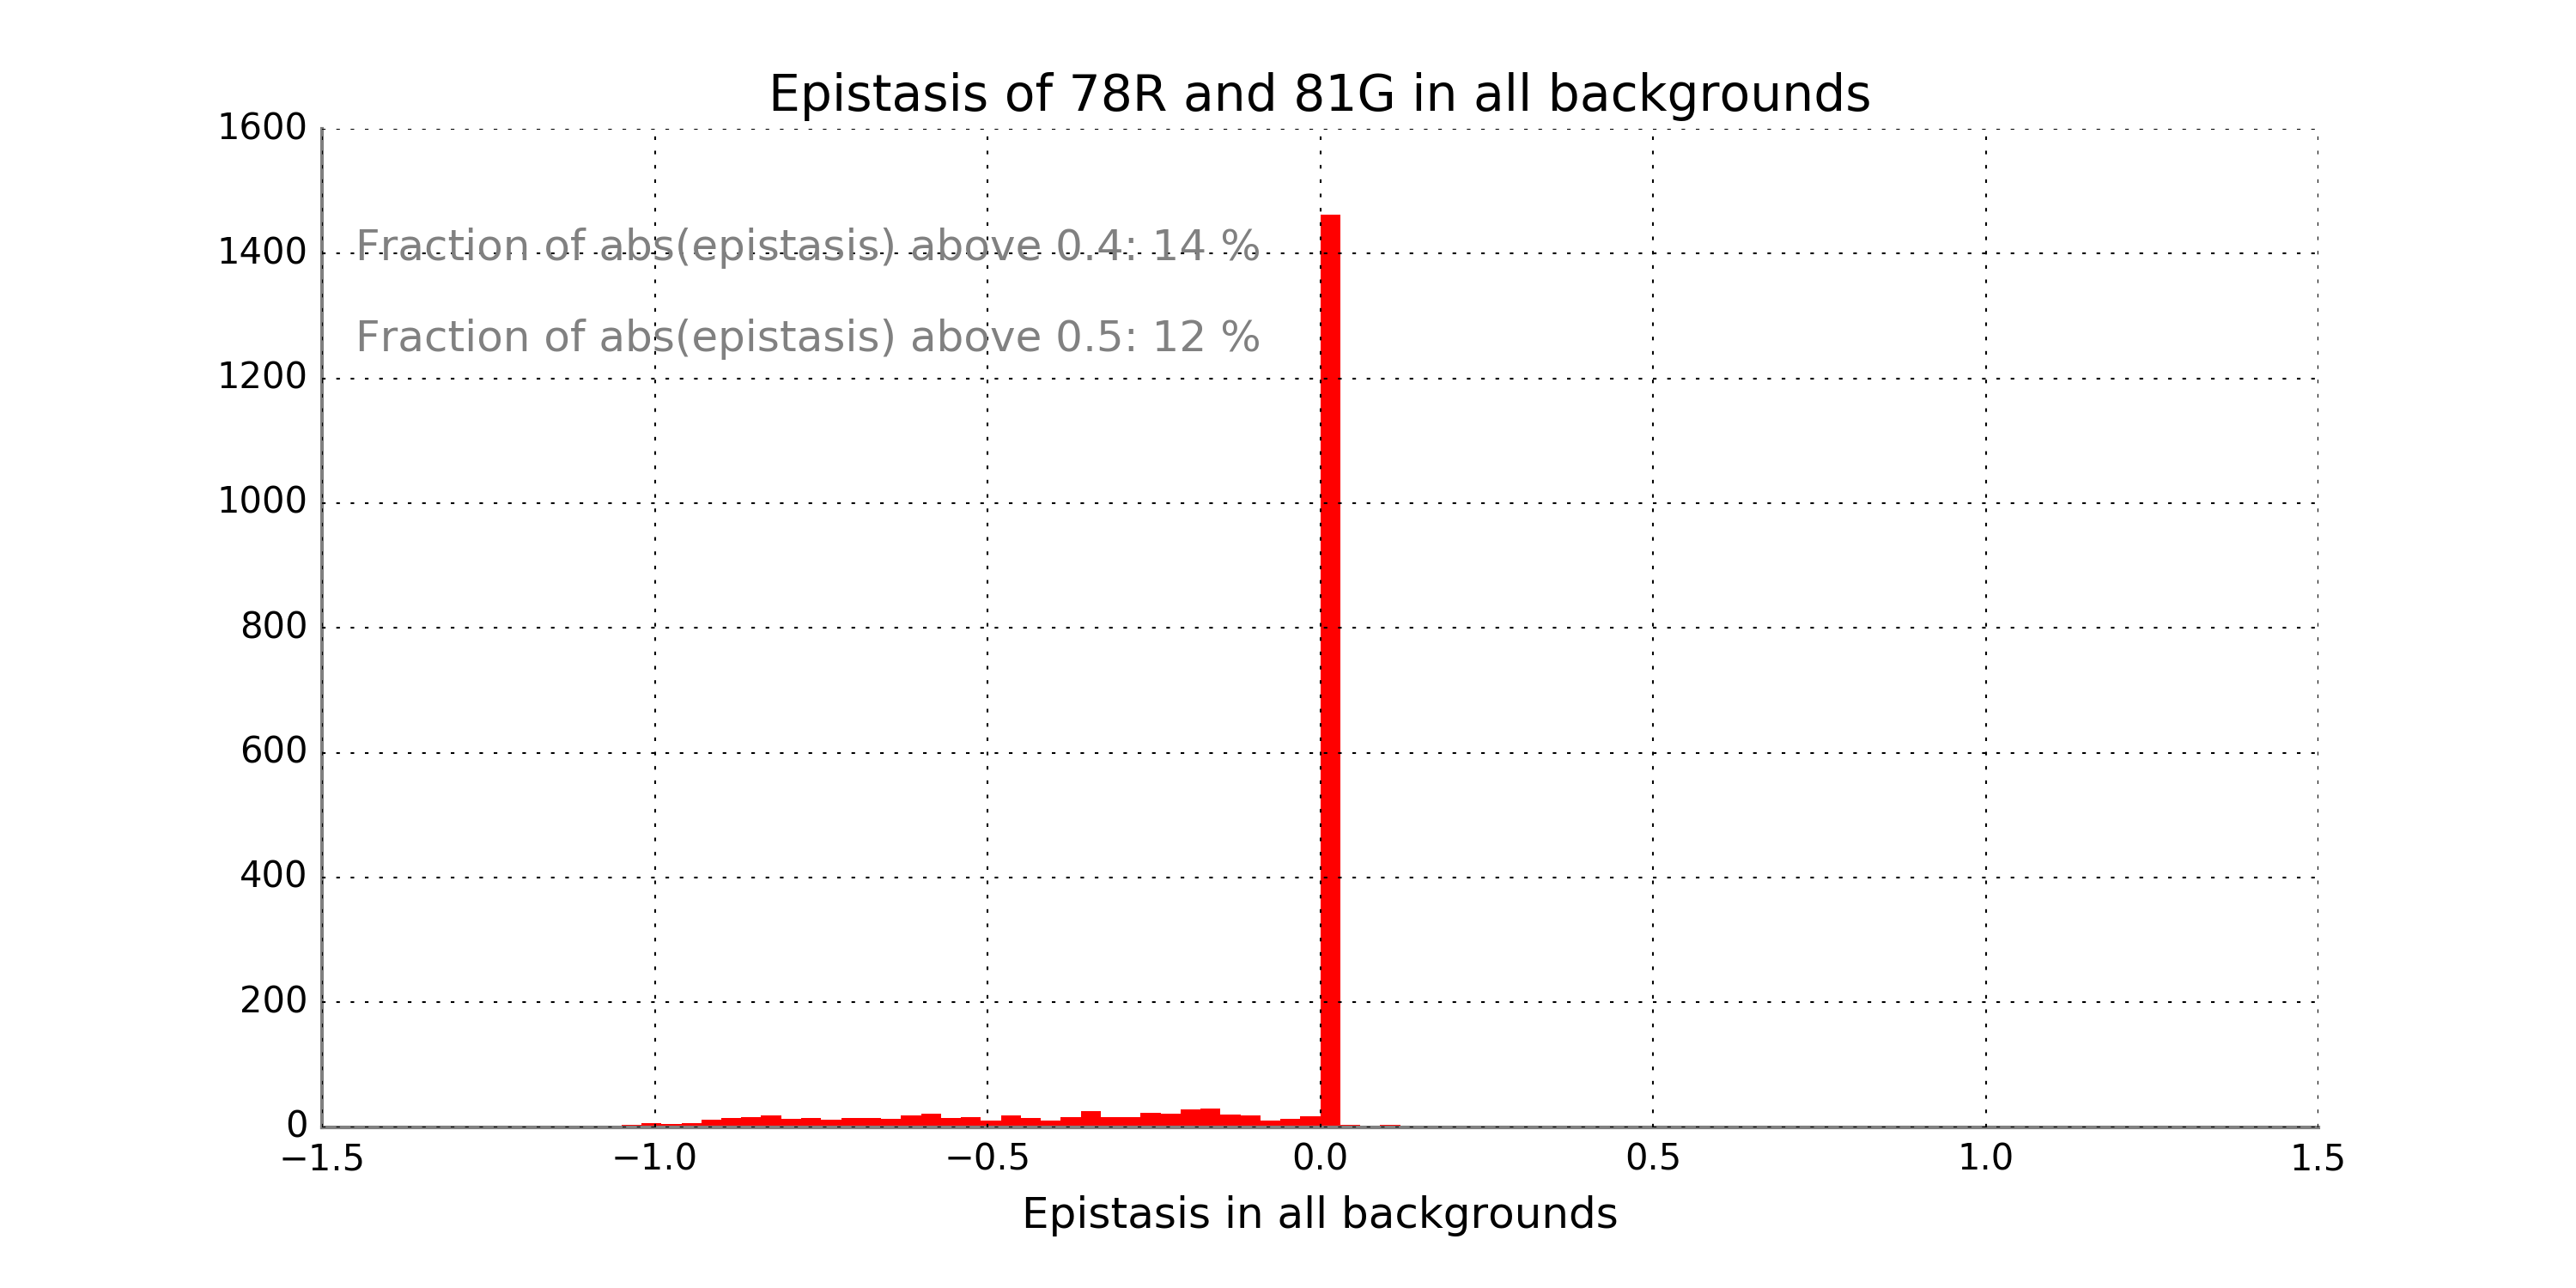 Epistasis of 78R and 81G in all backgrounds
1600
1400
1200
1000
800
600
400
200
0
Fraction of abs(epistasis) above 0.4: 14 %
Fraction of abs(epistasis) above 0.5: 12 %
−1.5 −1.0 −0.5 0.0 0.5 1.0 1.5
Epistasis in all backgrounds